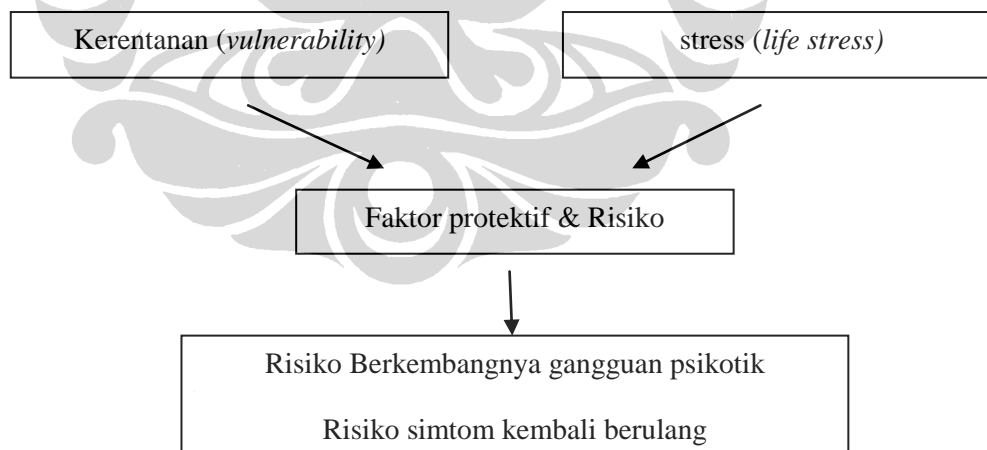 Kerentanan (vulnerability)
stress (life stress)
Faktor protektif & Risiko
Risiko Berkembangnya gangguan psikotik
Risiko simtom kembali berulang